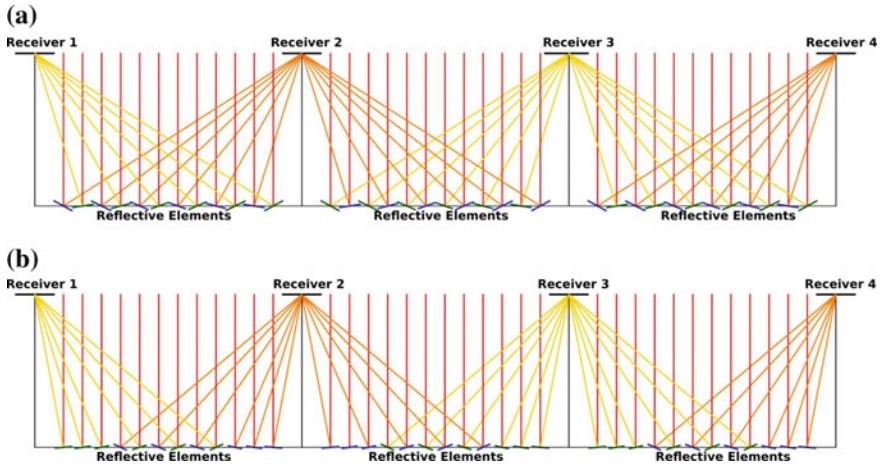 (a)
Receiver 1 Receiver 2 Receiver 3 Receiver 4
Reflective Elements Reflective Elements Reflective Elements
(b)
Receiver 1 Receiver 2 Receiver 3 Receiver 4
Reflective Elements Reflective Elements Reflective Elements